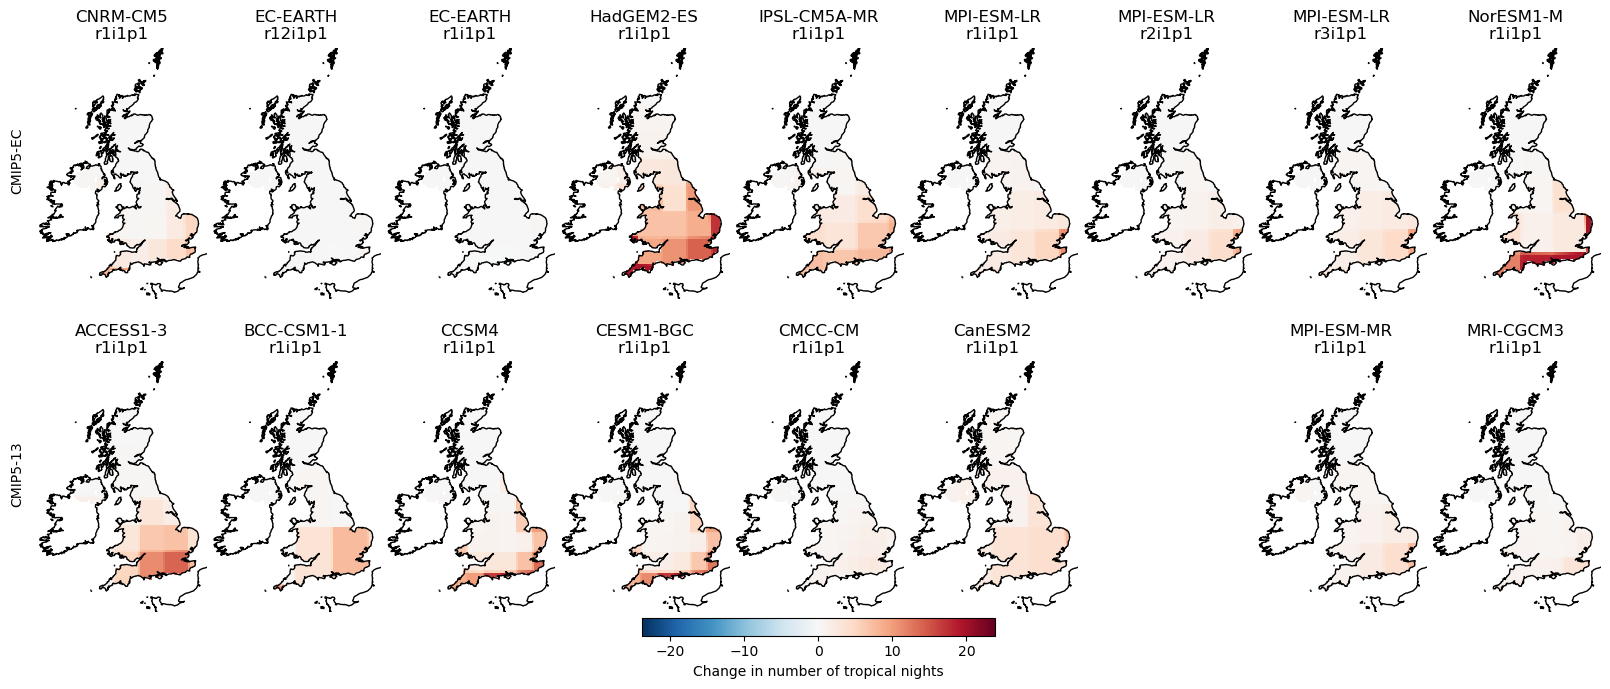 CNRM-CM5
r1i1p1
EC-EARTH
r12i1p1
EC-EARTH
r1i1p1
HadGEM2-ES
r1i1p1
IPSL-CM5A-MR
r1i1p1
MPI-ESM-LR
r1i1p1
MPI-ESM-LR
r2i1p1
MPI-ESM-LR
r3i1p1
NorESM1-M
r1i1p1
CMIP5-EC
ACCESS1-3
r1i1p1
BCC-CSM1-1
r1i1p1
CCSM4
r1i1p1
CESM1-BGC
r1i1p1
CMCC-CM
r1i1p1
CanESM2
r1i1p1
MPI-ESM-MR
r1i1p1
MRI-CGCM3
r1i1p1
CMIP5-13
−20 −10 0 10 20
Change in number of tropical nights